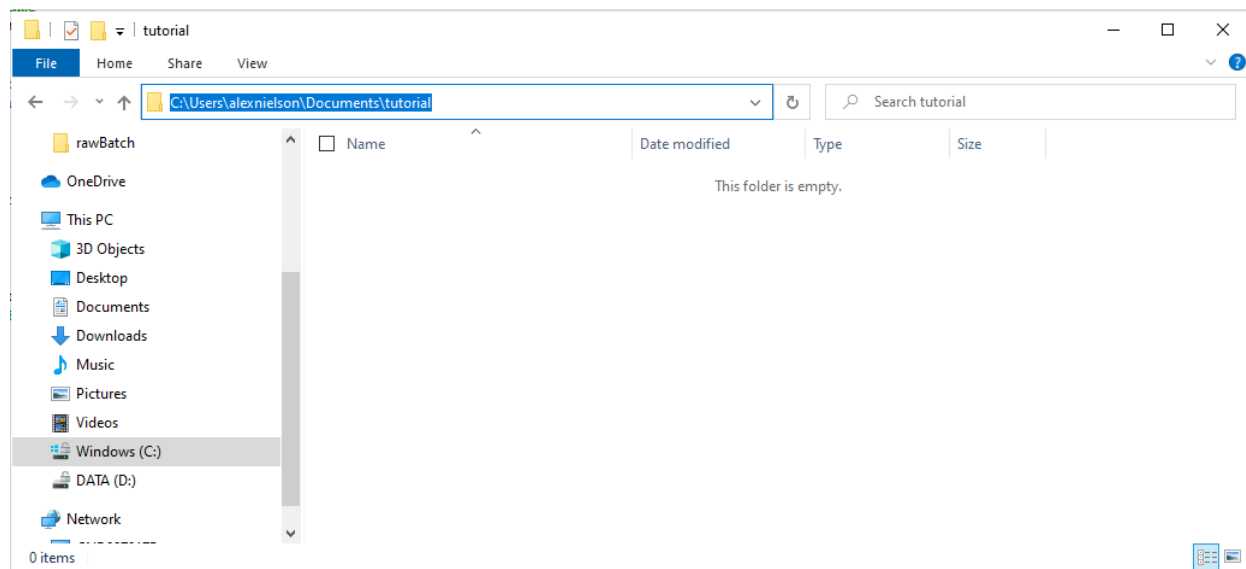 tutorial
File Home Share View
C:\Users\alexnielson\Documents\tutorial
Search tutorial
rawBatch
Name Date modified Type Size
OneDrive
This folder is empty.
This PC
3D Objects
Desktop
Documents
Downloads
Music
Pictures
Videos
Windows (C:)
DATA (D:)
Network
0 items